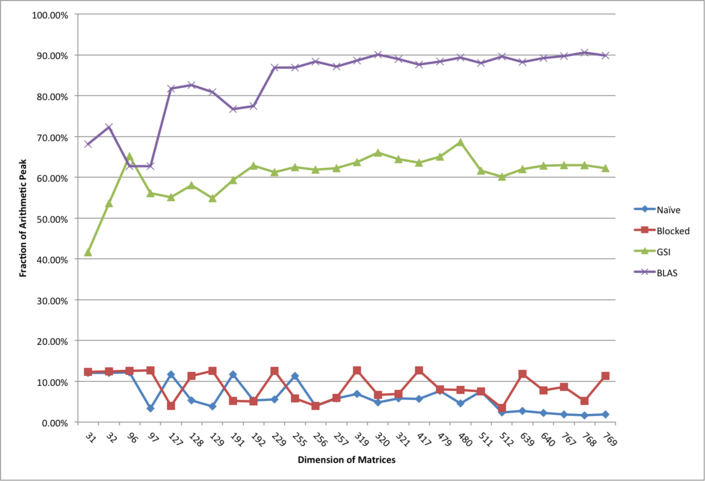 100.00%
90.00%
80.00%
70.00%
60.00%
50.00%
40.00%
30.00%
20.00%
10.00%
0.00%
Fraction of Arithmetic Peak
31 32 96 97 127 128 129 191 192 229 255 256 257 319 320 321 417 479 480 511 512 639 640 767 768 769
Dimension of Matrices
Naïve
Blocked
GSI
BLAS